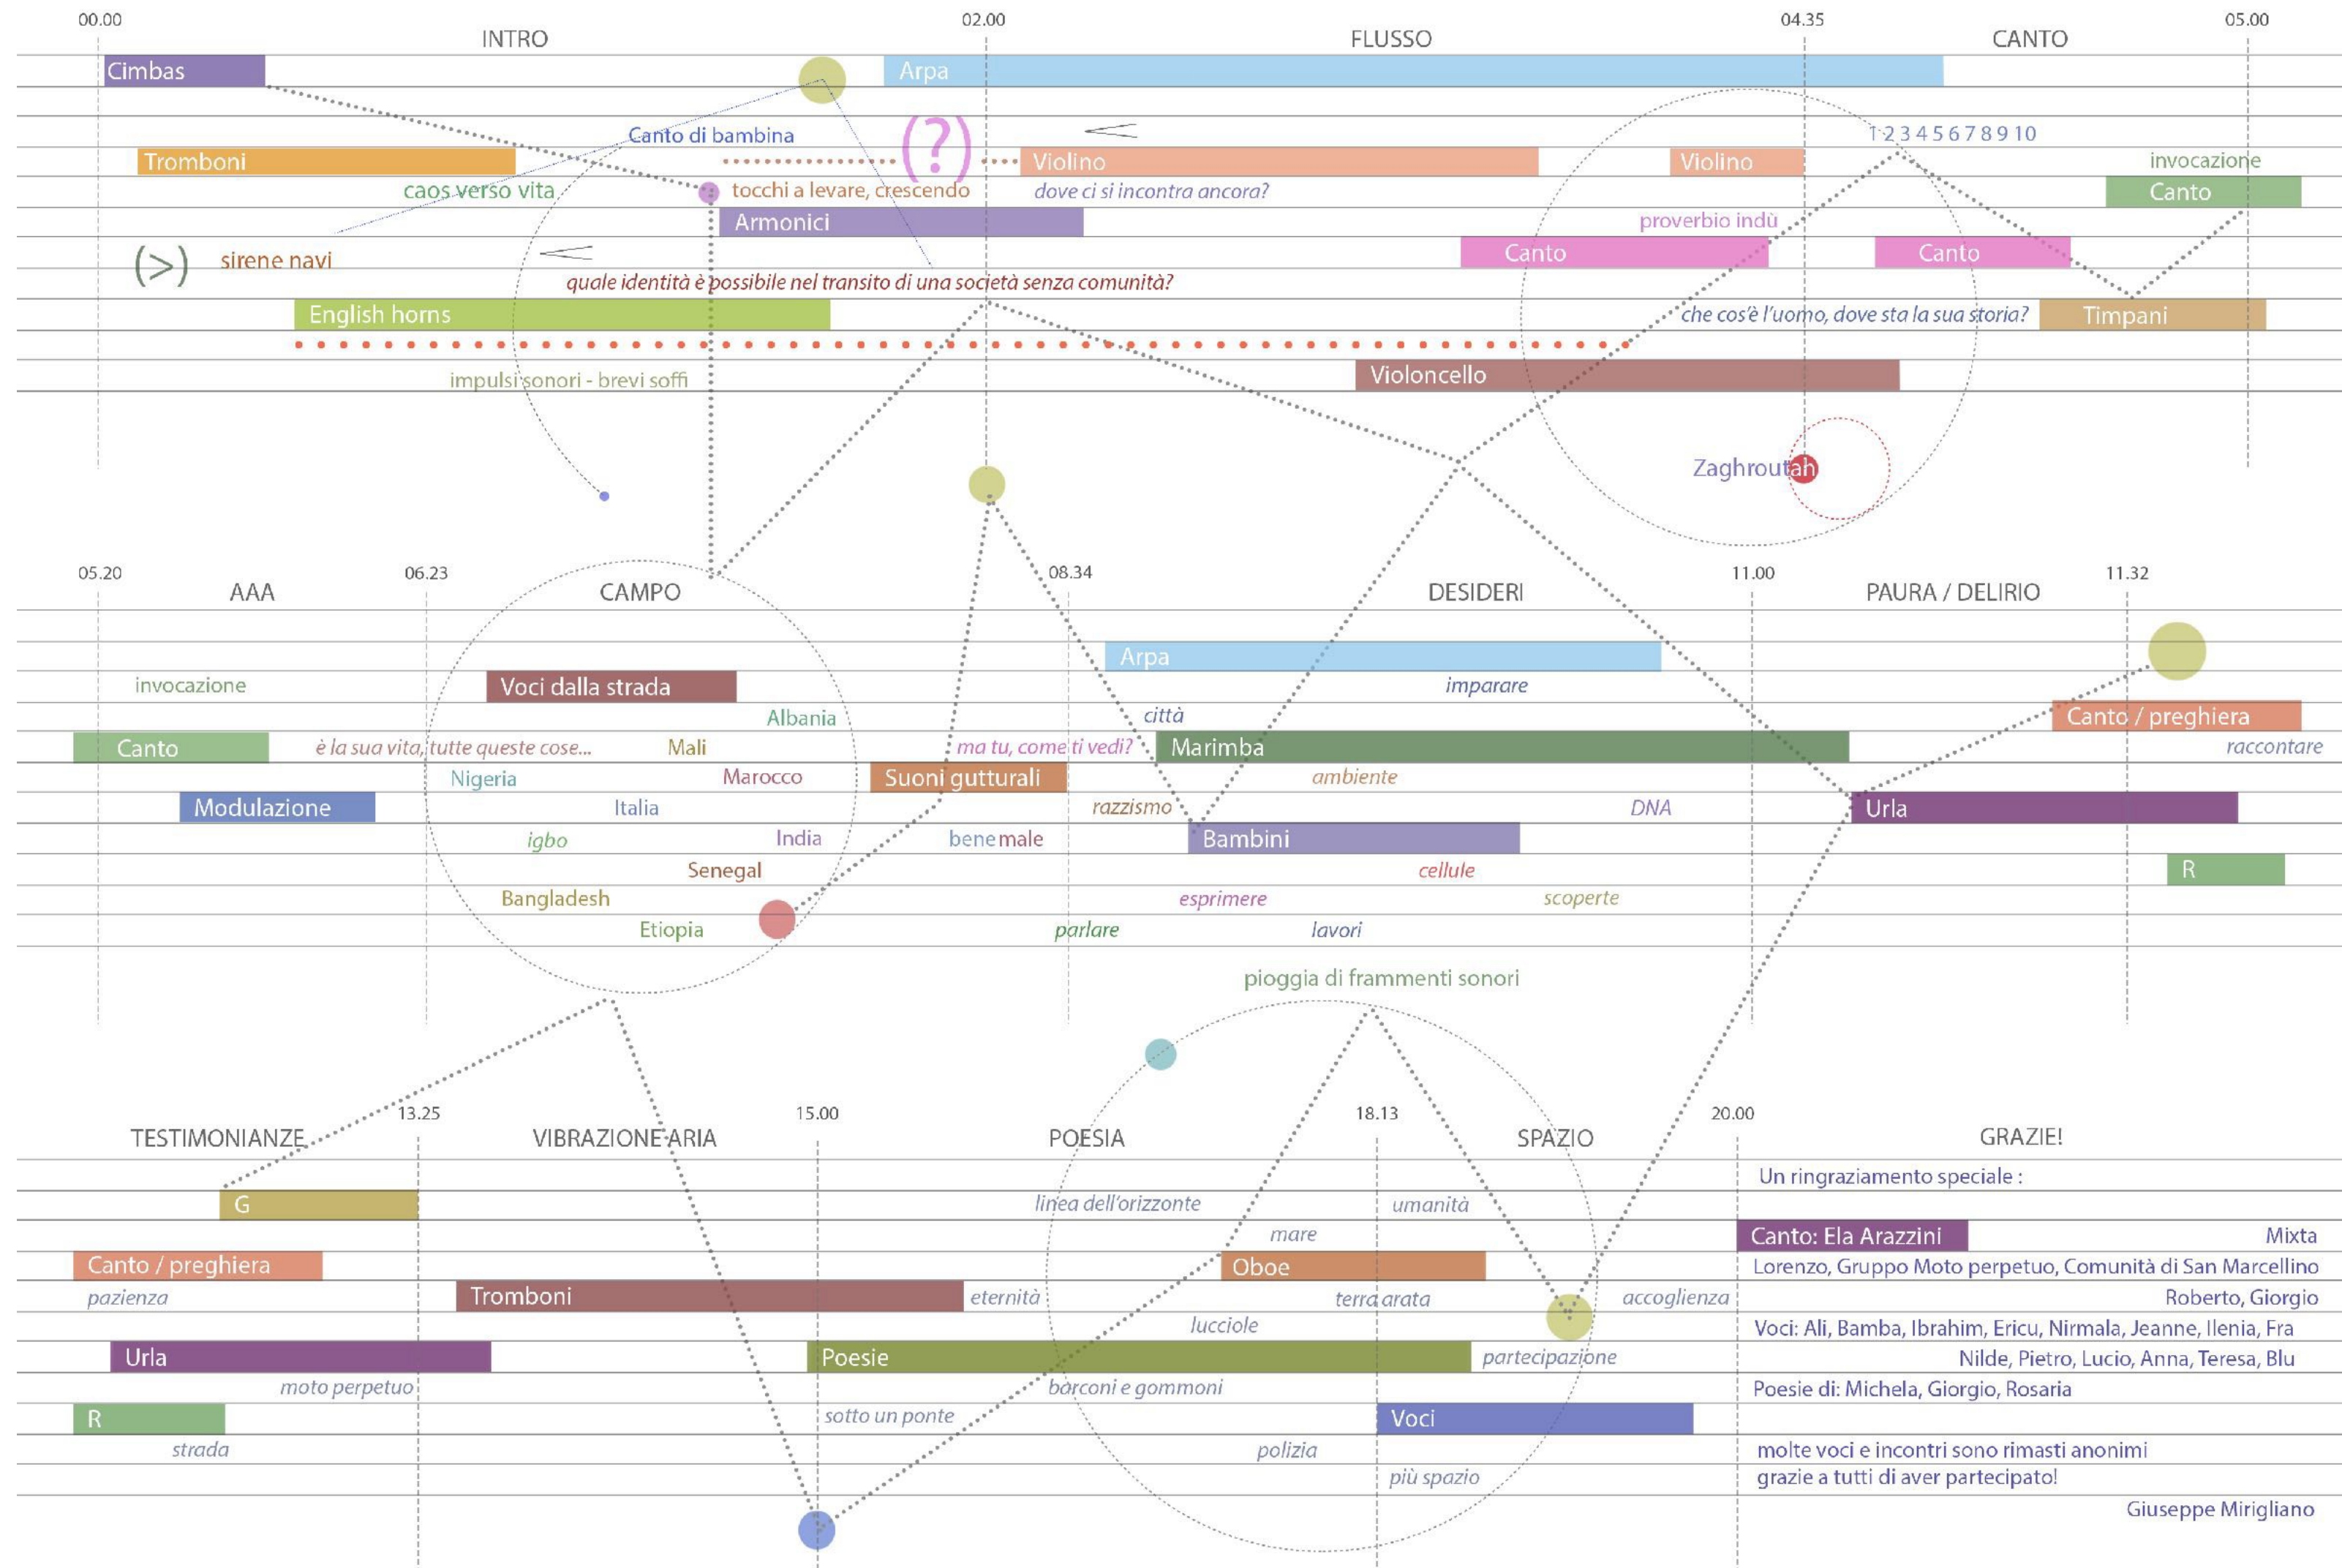 00.00 02.00 04.35 05.00
INTRO FLUSSO CANTO
Cimbas Arpa
Canto di bambina (?) 1 2 3 4 5 6 7 8 9 10
Tromboni Violino Violino invocazione
caos verso vita tocchi a levare, crescendo dove ci si incontra ancora? Canto
Armonici proverbio indù
(>) sirene navi Canto Canto
quale identità è possibile nel transito di una società senza comunità?
English horns che cos'è l'uomo, dove sta la sua storia? Timpani
impulsi sonori - brevi soffi Violoncello
Zaghroutah
05.20 06.23 08.34 11.00 11.32
AAA CAMPO DESIDERI PAURA / DELIRIO
Arpa
invocazione Voci dalla strada imparare
Albania città Canto / preghiera
Canto è la sua vita, tutte queste cose... Mali ma tu, come ti vedi? Marimba raccontare
Nigeria Marocco Suoni gutturali ambiente
Modulazione Italia razzismo DNA Urla
igbo India bene male Bambini
Senegal cellule R
Bangladesh esprimere scoperte
Etiopia parlare lavori
pioggia di frammenti sonori
13.25 15.00 18.13 20.00
TESTIMONIANZE VIBRAZIONE ARIA POESIA SPAZIO GRAZIE!
Un ringraziamento speciale :
G linea dell'orizzonte umanità
mare Canto: Ela Arazzini Mixta
Canto / preghiera Oboe Lorenzo, Gruppo Moto perpetuo, Comunità di San Marcellino
pazienza Tromboni eternità terra arata accoglienza Roberto, Giorgio
lucciole Voci: Ali, Bamba, Ibrahim, Ericu, Nirmala, Jeanne, Ilenia, Fra
Urla Poesie partecipazione Nilde, Pietro, Lucio, Anna, Teresa, Blu
moto perpetuo barconi e gommoni Poesie di: Michela, Giorgio, Rosaria
R sotto un ponte Voci
strada polizia molte voci e incontri sono rimasti anonimi
più spazio grazie a tutti di aver partecipato!
Giuseppe Mirigliano